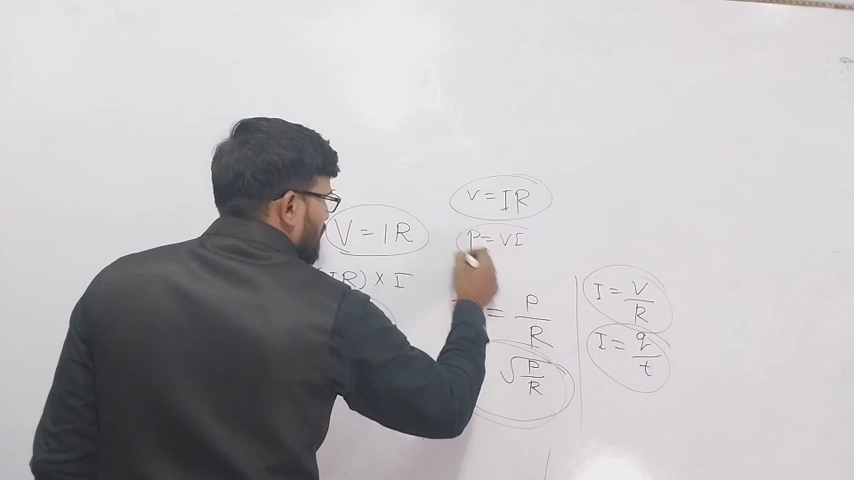 V = IR
IR) × I
V = IR
P = VI
= P/R
√P/R
I = V/R
I = q/t